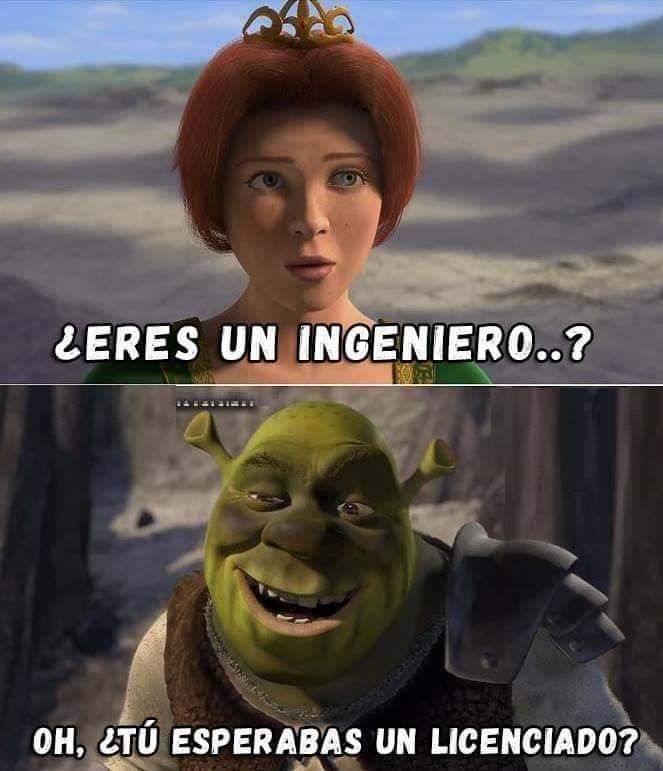 ¿ERES UN INGENIERO..?
OH, ¿TÚ ESPERABAS UN LICENCIADO?